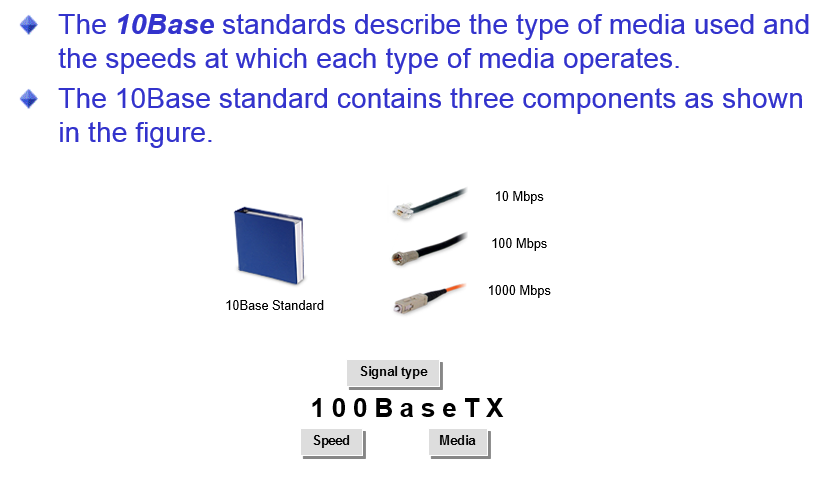 The 10Base standards describe the type of media used and
the speeds at which each type of media operates.
The 10Base standard contains three components as shown
in the figure.
10 Mbps
100 Mbps
1000 Mbps
10Base Standard
Signal type
100BaseTX
Speed
Media